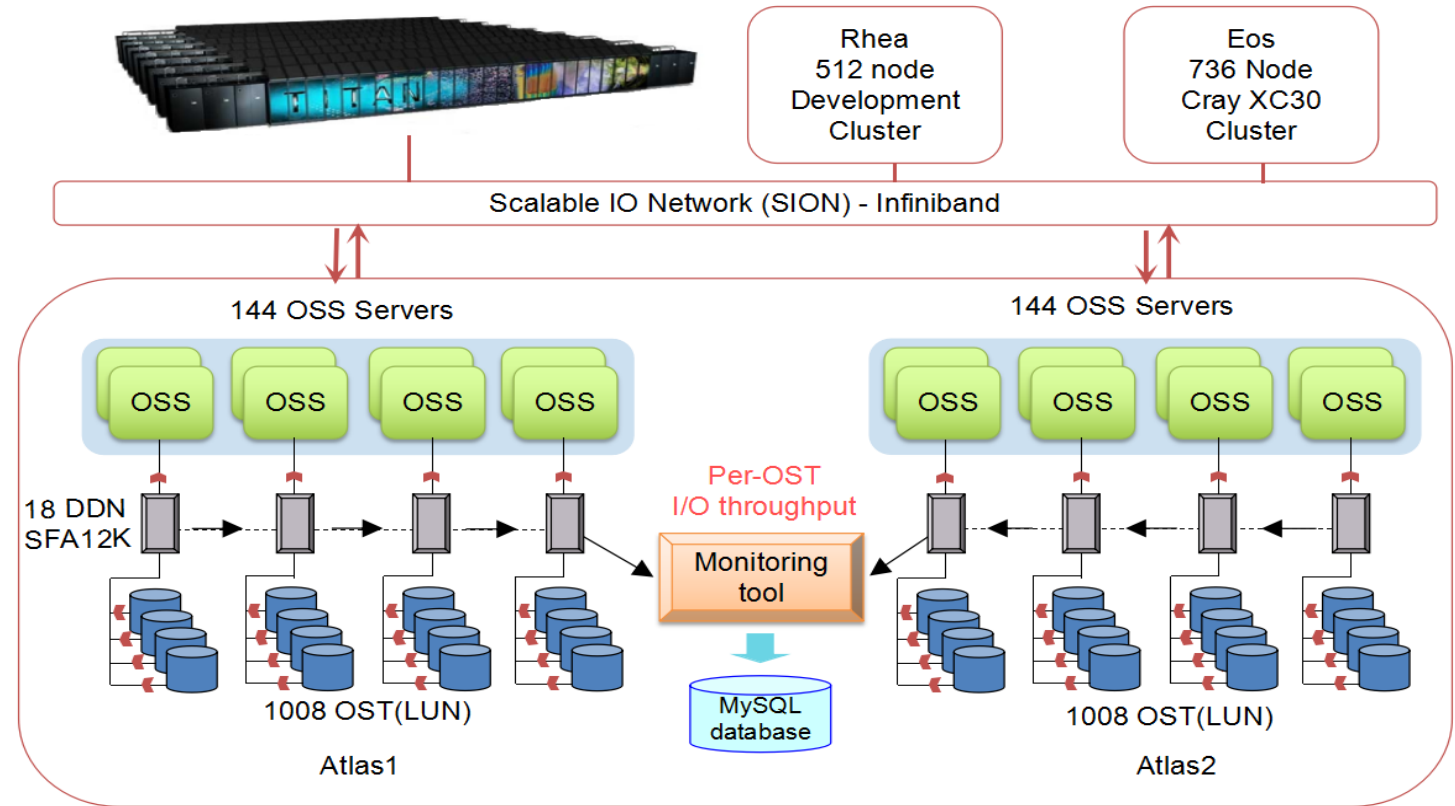 TITAN
Rhea
512 node
Development
Cluster
Eos
736 Node
Cray XC30
Cluster
Scalable IO Network (SION) - Infiniband
144 OSS Servers
144 OSS Servers
OSS
OSS
OSS
OSS
OSS
OSS
OSS
OSS
Per-OST
I/O throughput
18 DDN
SFA12K
Monitoring
tool
MySQL
database
1008 OST(LUN)
1008 OST(LUN)
Atlas1
Atlas2